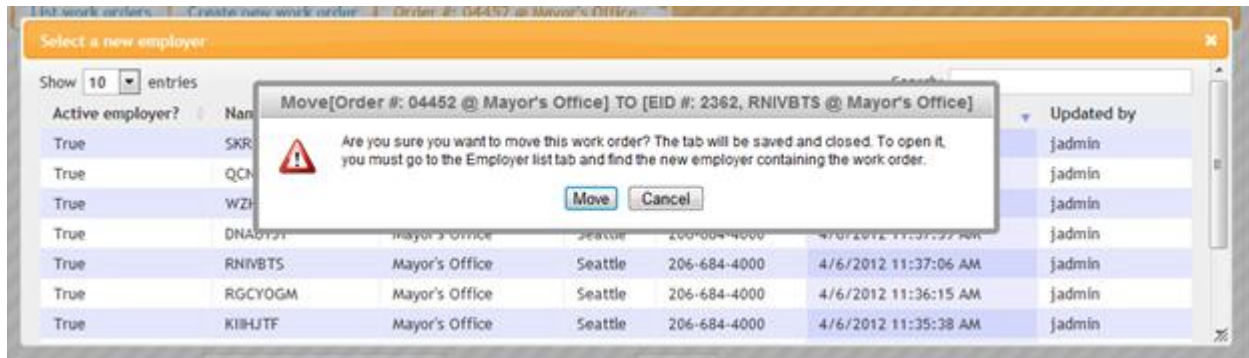 List work orders Create new work order Order #: 04452 @ Mayor's Office
Select a new employer
Show 10 entries
Move[Order #: 04452 @ Mayor's Office] TO [EID #: 2362, RNIVBTS @ Mayor's Office]
Are you sure you want to move this work order? The tab will be saved and closed. To open it,
you must go to the Employer list tab and find the new employer containing the work order.
Move Cancel
Active employer? Updated by
True jadmin
True jadmin
True jadmin
True Mayor's Office Seattle 206-684-4000 jadmin
True RNIVBTS Mayor's Office Seattle 206-684-4000 4/6/2012 11:37:06 AM jadmin
True RGCYOGM Mayor's Office Seattle 206-684-4000 4/6/2012 11:36:15 AM jadmin
True KIIHJTF Mayor's Office Seattle 206-684-4000 4/6/2012 11:35:38 AM jadmin